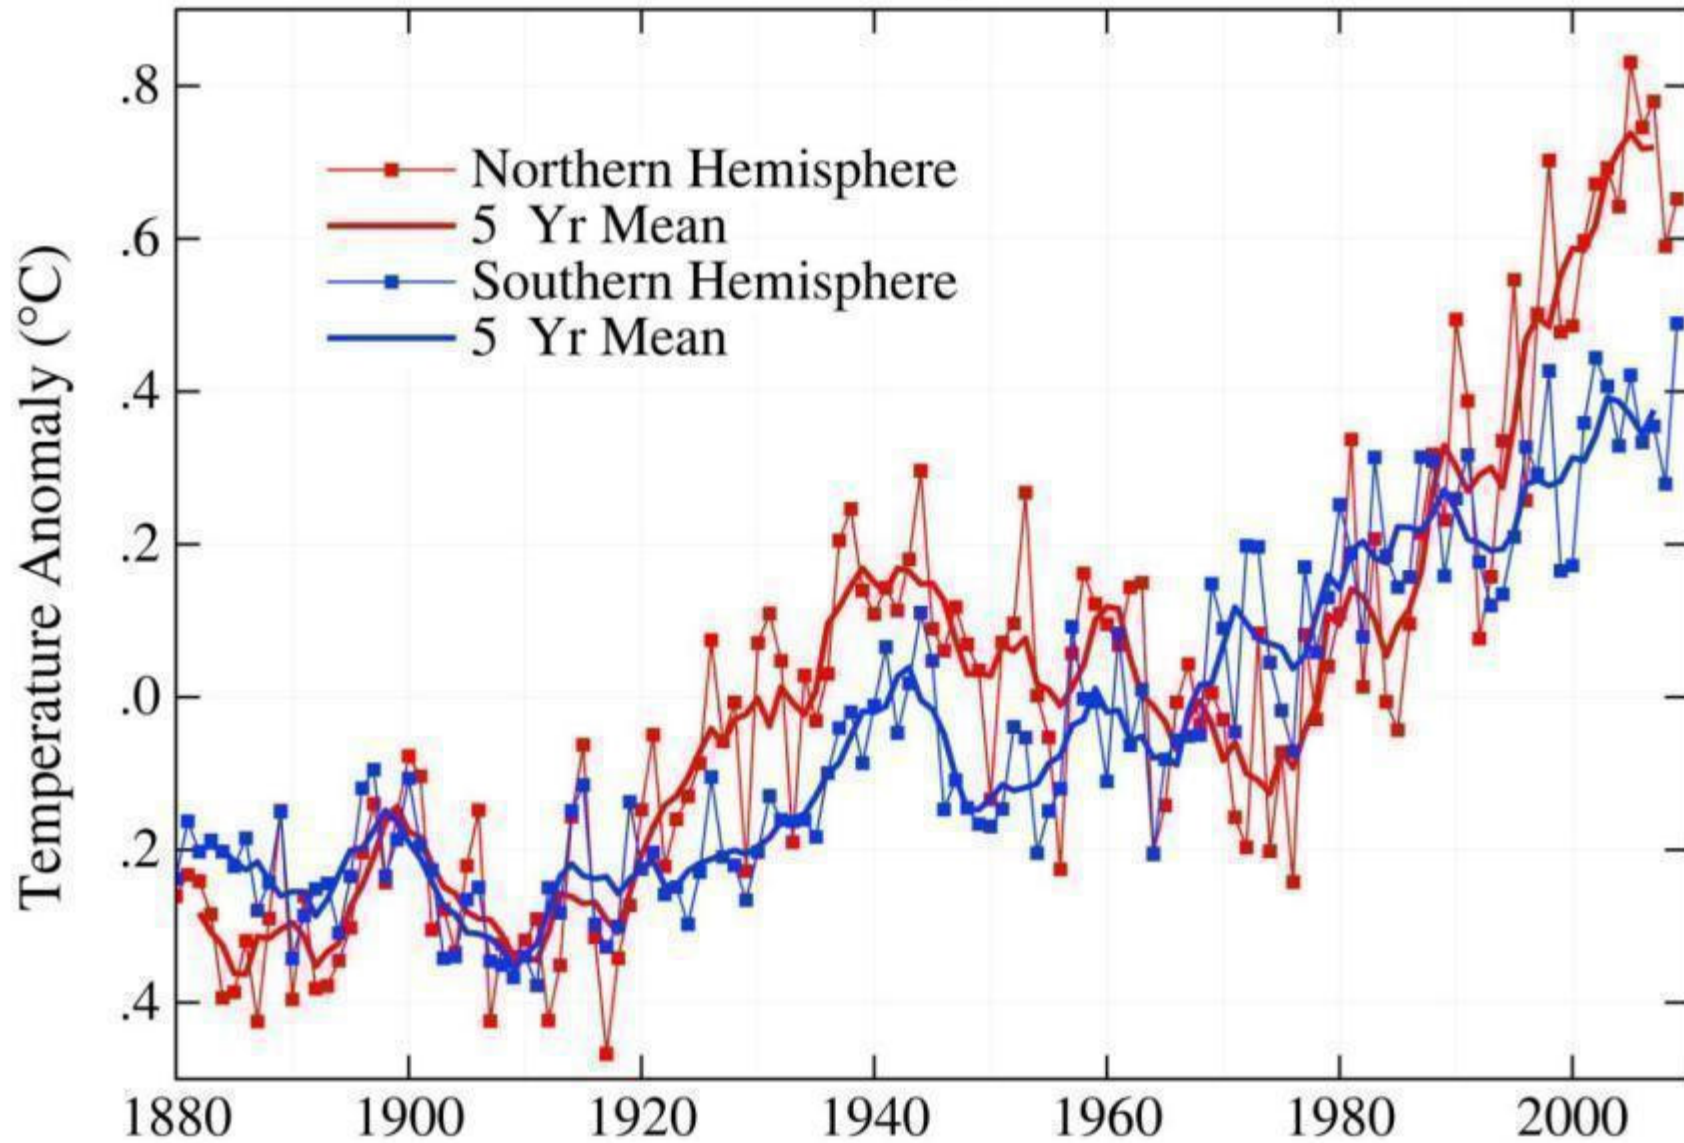 .8
.6
.4
.2
.0
.2
.4
Temperature Anomaly (°C)
Northern Hemisphere
5 Yr Mean
Southern Hemisphere
5 Yr Mean
1880 1900 1920 1940 1960 1980 2000